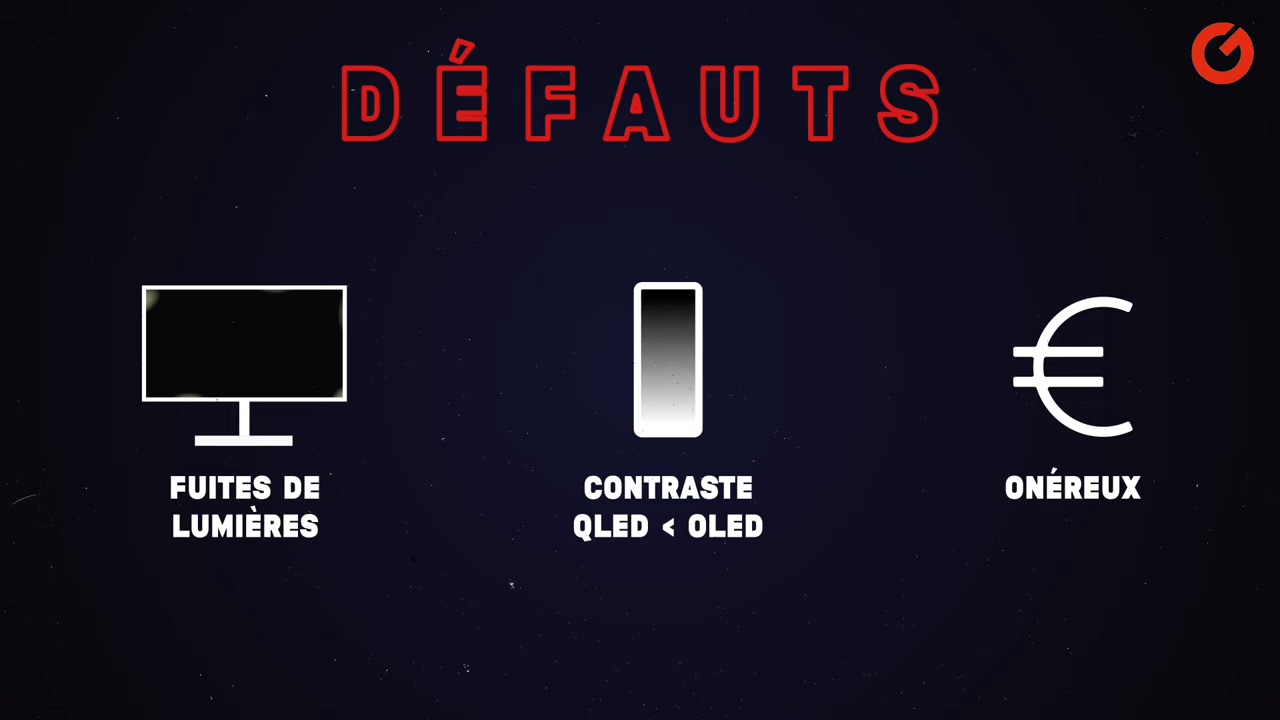 DÉFAUTS
FUITES DE
LUMIÈRES
CONTRASTE
QLED < OLED
€
ONÉREUX